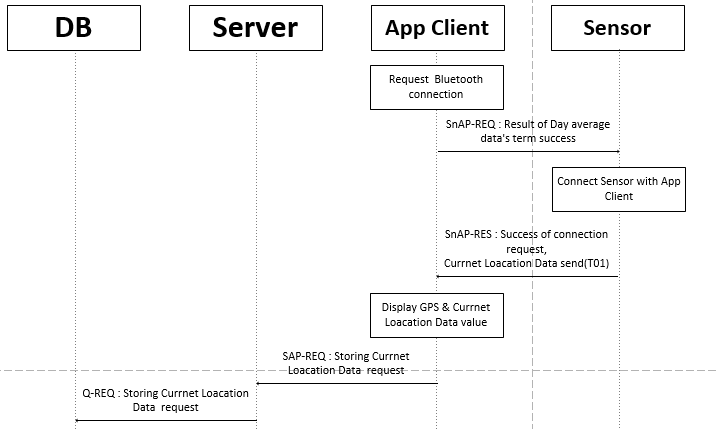 DB
Server
App Client
Sensor
Request Bluetooth
connection
SnAP-REQ : Result of Day average
data's term success
Connect Sensor with App
Client
SnAP-RES : Success of connection
request,
Currnet Loacation Data send(T01)
Display GPS & Currnet
Loacation Data value
SAP-REQ : Storing Currnet
Loacation Data request
Q-REQ : Storing Currnet Loacation
Data request